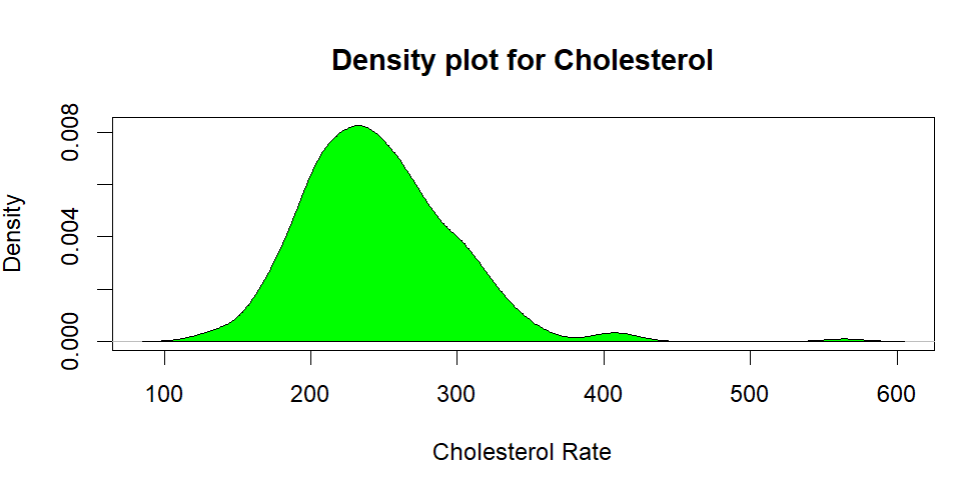 Density plot for Cholesterol
Density
0.008
0.004
0.000
100 200 300 400 500 600
Cholesterol Rate